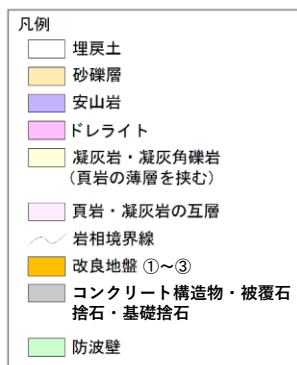 凡例
埋戻土
砂礫層
安山岩
ドレライト
凝灰岩・凝灰角礫岩
(頁岩の薄層を挟む)
頁岩・凝灰岩の互層
岩相境界線
改良地盤 ①～③
コンクリート構造物・被覆石
捨石・基礎捨石
防波壁